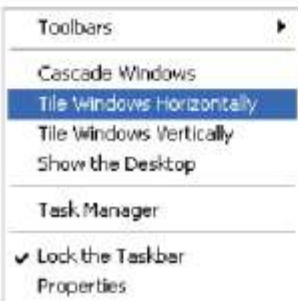 Toolbars
Cascade Windows
Tile Windows Horizontally
Tile Windows Vertically
Show the Desktop
Task Manager
Lock the Taskbar
Properties